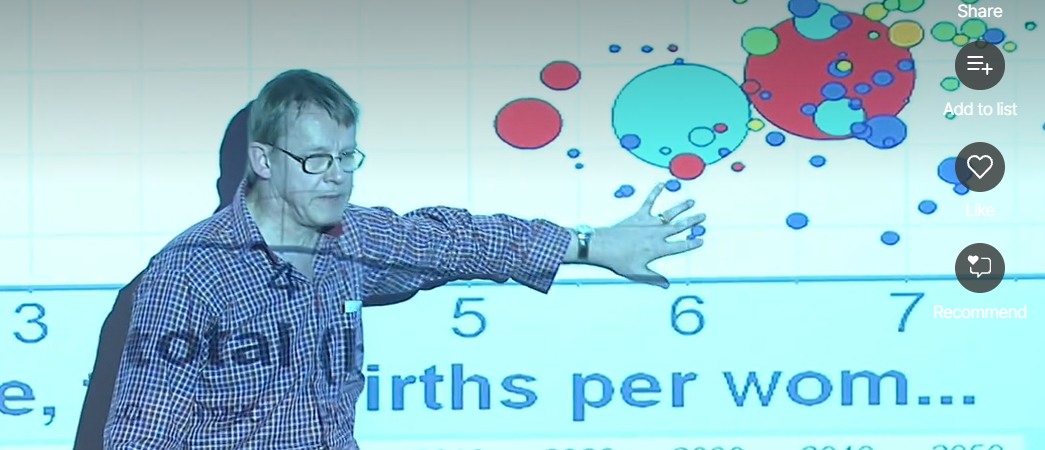 Share
Add to list
Like
3 5 6 7
Recommend
irths per wom...